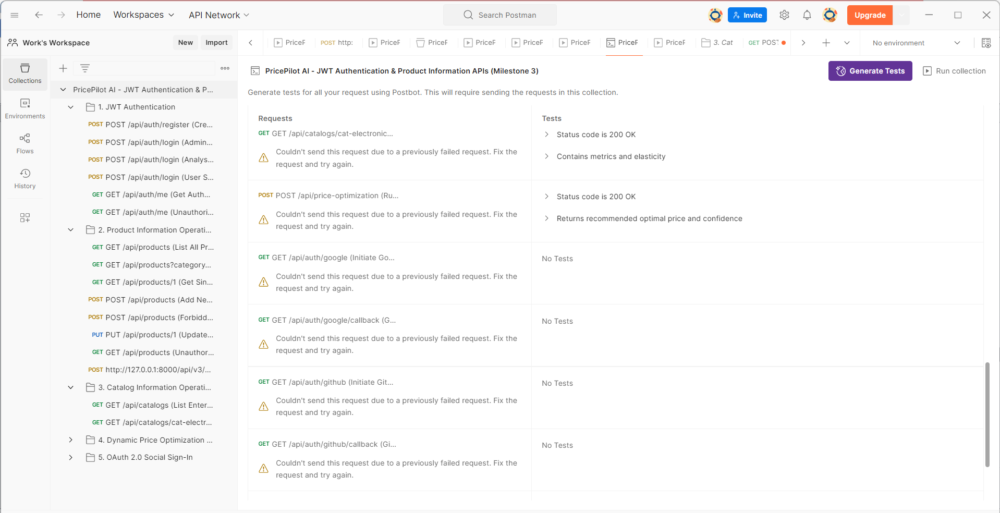 Home
Workspaces
API Network
Search Postman
Invite
Upgrade
Work's Workspace
New
Import
PriceP
POST http:
PriceP
PriceP
PriceP
PriceP
PriceP
PriceP
PriceP
3. Cat
GET POST
No environment
Collections
Environments
Flows
History
PricePilot AI - JWT Authentication & P...
1. JWT Authentication
POST POST /api/auth/register (Cre...
POST POST /api/auth/login (Admin...
POST POST /api/auth/login (Analys...
POST POST /api/auth/login (User S...
GET GET /api/auth/me (Get Auth...
GET GET /api/auth/me (Unauthori...
2. Product Information Operati...
GET GET /api/products (List All Pr...
GET GET /api/products?category...
GET GET /api/products/1 (Get Sin...
POST POST /api/products (Add Ne...
POST POST /api/products (Forbidd...
PUT PUT /api/products/1 (Update...
GET GET /api/products (Unauthor...
POST http://127.0.0.1:8000/api/v3/...
3. Catalog Information Operati...
GET GET /api/catalogs (List Enter...
GET GET /api/catalogs/cat-electr...
4. Dynamic Price Optimization ...
5. OAuth 2.0 Social Sign-In
PricePilot AI - JWT Authentication & Product Information APIs (Milestone 3)
Generate Tests
Run collection
Generate tests for all your request using Postbot. This will require sending the requests in this collection.
Requests
Tests
GET GET /api/catalogs/cat-electronic...
Couldn't send this request due to a previously failed request. Fix the
request and try again.
Status code is 200 OK
Contains metrics and elasticity
POST POST /api/price-optimization (Ru...
Couldn't send this request due to a previously failed request. Fix the
request and try again.
Status code is 200 OK
Returns recommended optimal price and confidence
GET GET /api/auth/google (Initiate Go...
Couldn't send this request due to a previously failed request. Fix the
request and try again.
No Tests
GET GET /api/auth/google/callback (G...
Couldn't send this request due to a previously failed request. Fix the
request and try again.
No Tests
GET GET /api/auth/github (Initiate Git...
Couldn't send this request due to a previously failed request. Fix the
request and try again.
No Tests
GET GET /api/auth/github/callback (Gi...
Couldn't send this request due to a previously failed request. Fix the
request and try again.
No Tests